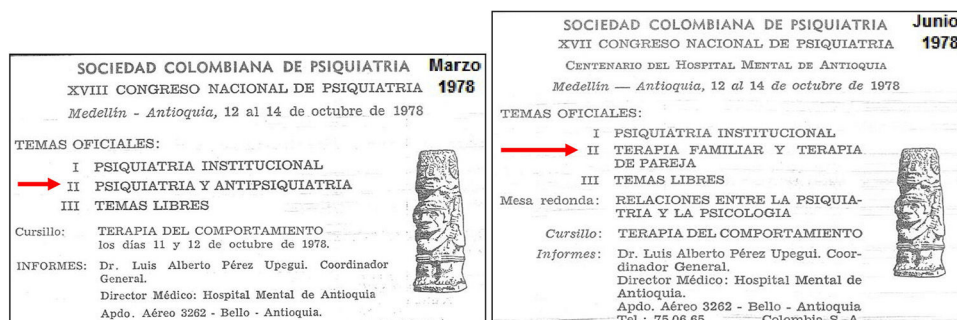 SOCIEDAD COLOMBIANA DE PSIQUIATRIA
Marzo
1978
XVIII CONGRESO NACIONAL DE PSIQUIATRIA
Medellín - Antioquia, 12 al 14 de octubre de 1978
TEMAS OFICIALES:
I PSIQUIATRIA INSTITUCIONAL
II PSIQUIATRIA Y ANTIPSIQUIATRIA
III TEMAS LIBRES
Cursillo: TERAPIA DEL COMPORTAMIENTO
los días 11 y 12 de octubre de 1978.
INFORMES: Dr. Luis Alberto Pérez Upegui. Coordinador
General.
Director Médico: Hospital Mental de Antioquia
Apdo. Aéreo 3262 - Bello - Antioquia.
SOCIEDAD COLOMBIANA DE PSIQUIATRIA
Junio
1978
XVII CONGRESO NACIONAL DE PSIQUIATRIA
CENTENARIO DEL HOSPITAL MENTAL DE ANTIOQUIA
Medellín — Antioquia, 12 al 14 de octubre de 1978
TEMAS OFICIALES:
I PSIQUIATRIA INSTITUCIONAL
II TERAPIA FAMILIAR Y TERAPIA
DE PAREJA
III TEMAS LIBRES
Mesa redonda: RELACIONES ENTRE LA PSIQUIA-
TRIA Y LA PSICOLOGIA
Cursillo: TERAPIA DEL COMPORTAMIENTO
Informes: Dr. Luis Alberto Pérez Upegui. Coor-
dinador General.
Director Médico: Hospital Mental de
Antioquia.
Apdo. Aéreo 3262 - Bello - Antioquia
Tel.: 75 06 65 Colombia S. A.